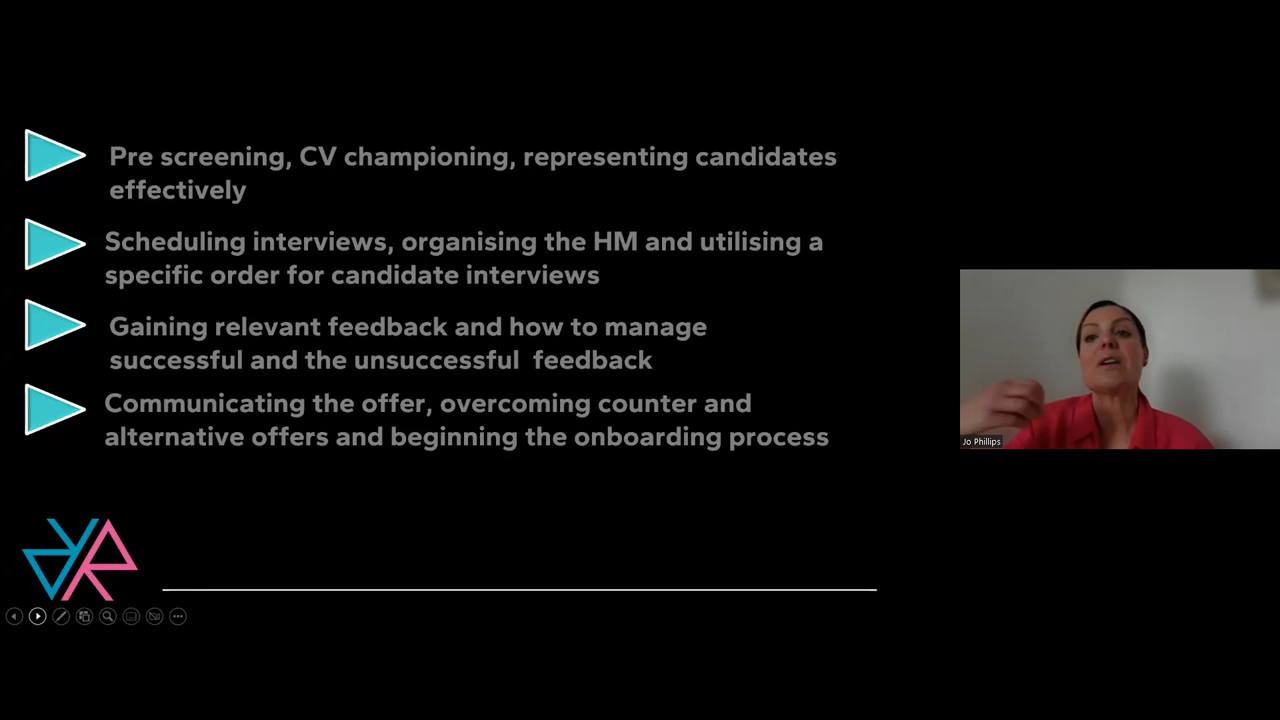 Pre screening, CV championing, representing candidates
effectively
Scheduling interviews, organising the HM and utilising a
specific order for candidate interviews
Gaining relevant feedback and how to manage
successful and the unsuccessful  feedback
Communicating the offer, overcoming counter and
alternative offers and beginning the onboarding process
Jo Phillips